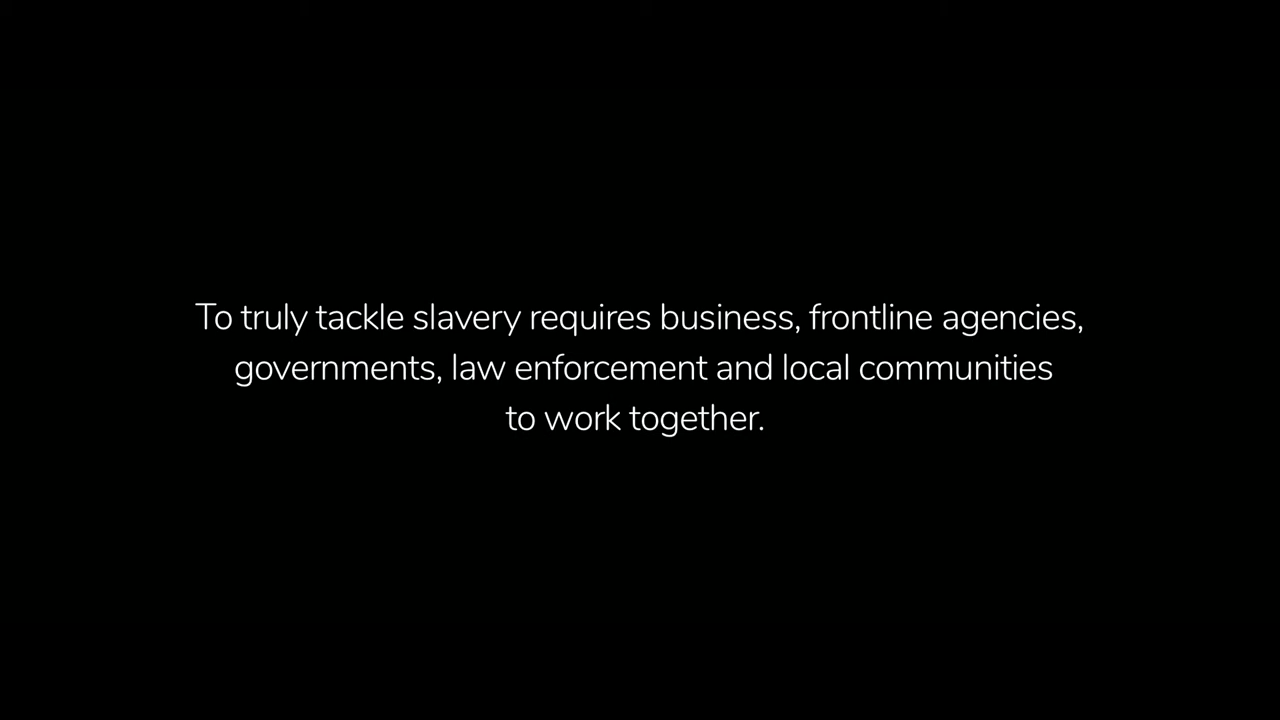 To truly tackle slavery requires business, frontline agencies,
governments, law enforcement and local communities
to work together.